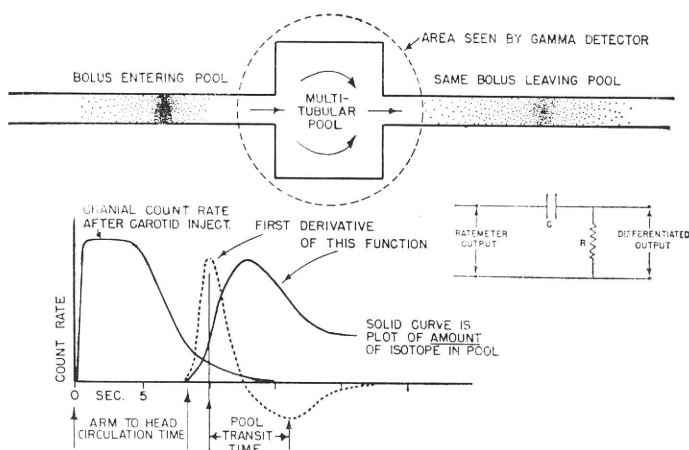 AREA SEEN BY GAMMA DETECTOR
BOLUS ENTERING POOL
SAME BOLUS LEAVING POOL
MULTI-
TUBULAR
POOL
CRANIAL COUNT RATE
AFTER CAROTID INJECT.
FIRST DERIVATIVE
OF THIS FUNCTION
C
RATEMETER
OUTPUT
R
DIFFERENTIATED
OUTPUT
SOLID CURVE IS
PLOT OF AMOUNT
OF ISOTOPE IN POOL
COUNT RATE
0 SEC. 5
ARM TO HEAD
CIRCULATION TIME
POOL
TRANSIT
TIME